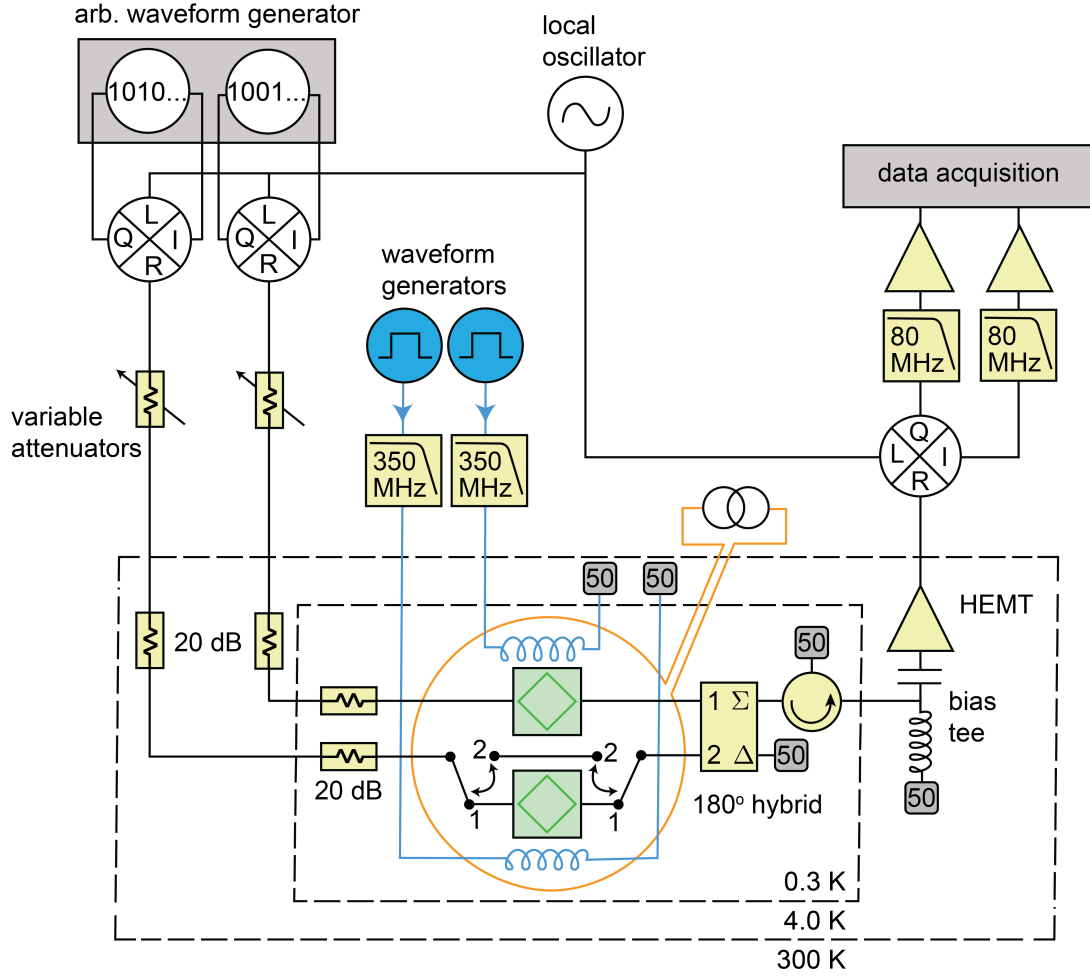 arb. waveform generator
1010...
1001...
local
oscillator
data acquisition
L
Q
I
R
L
Q
I
R
waveform
generators
80
MHz
80
MHz
variable
attenuators
350
MHz
350
MHz
Q
L
I
R
50
50
HEMT
20 dB
50
1 Σ
2 Δ
50
bias
tee
50
2
2
1
1
20 dB
180º hybrid
0.3 K
4.0 K
300 K